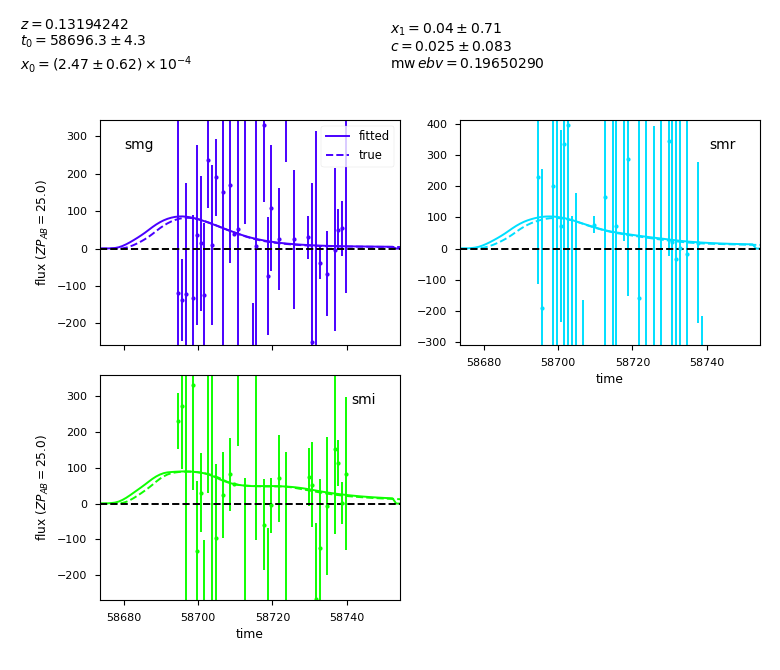 z = 0.13194242
t₀ = 58696.3 ± 4.3
x₀ = (2.47 ± 0.62) × 10⁻⁴
x₁ = 0.04 ± 0.71
c = 0.025 ± 0.083
mw ebv = 0.19650290
smg
fitted
true
300
200
100
0
−100
−200
flux (ZP_AB = 25.0)
smr
400
300
200
100
0
−100
−200
−300
58680 58700 58720 58740
time
smi
300
200
100
0
−100
−200
flux (ZP_AB = 25.0)
58680 58700 58720 58740
time